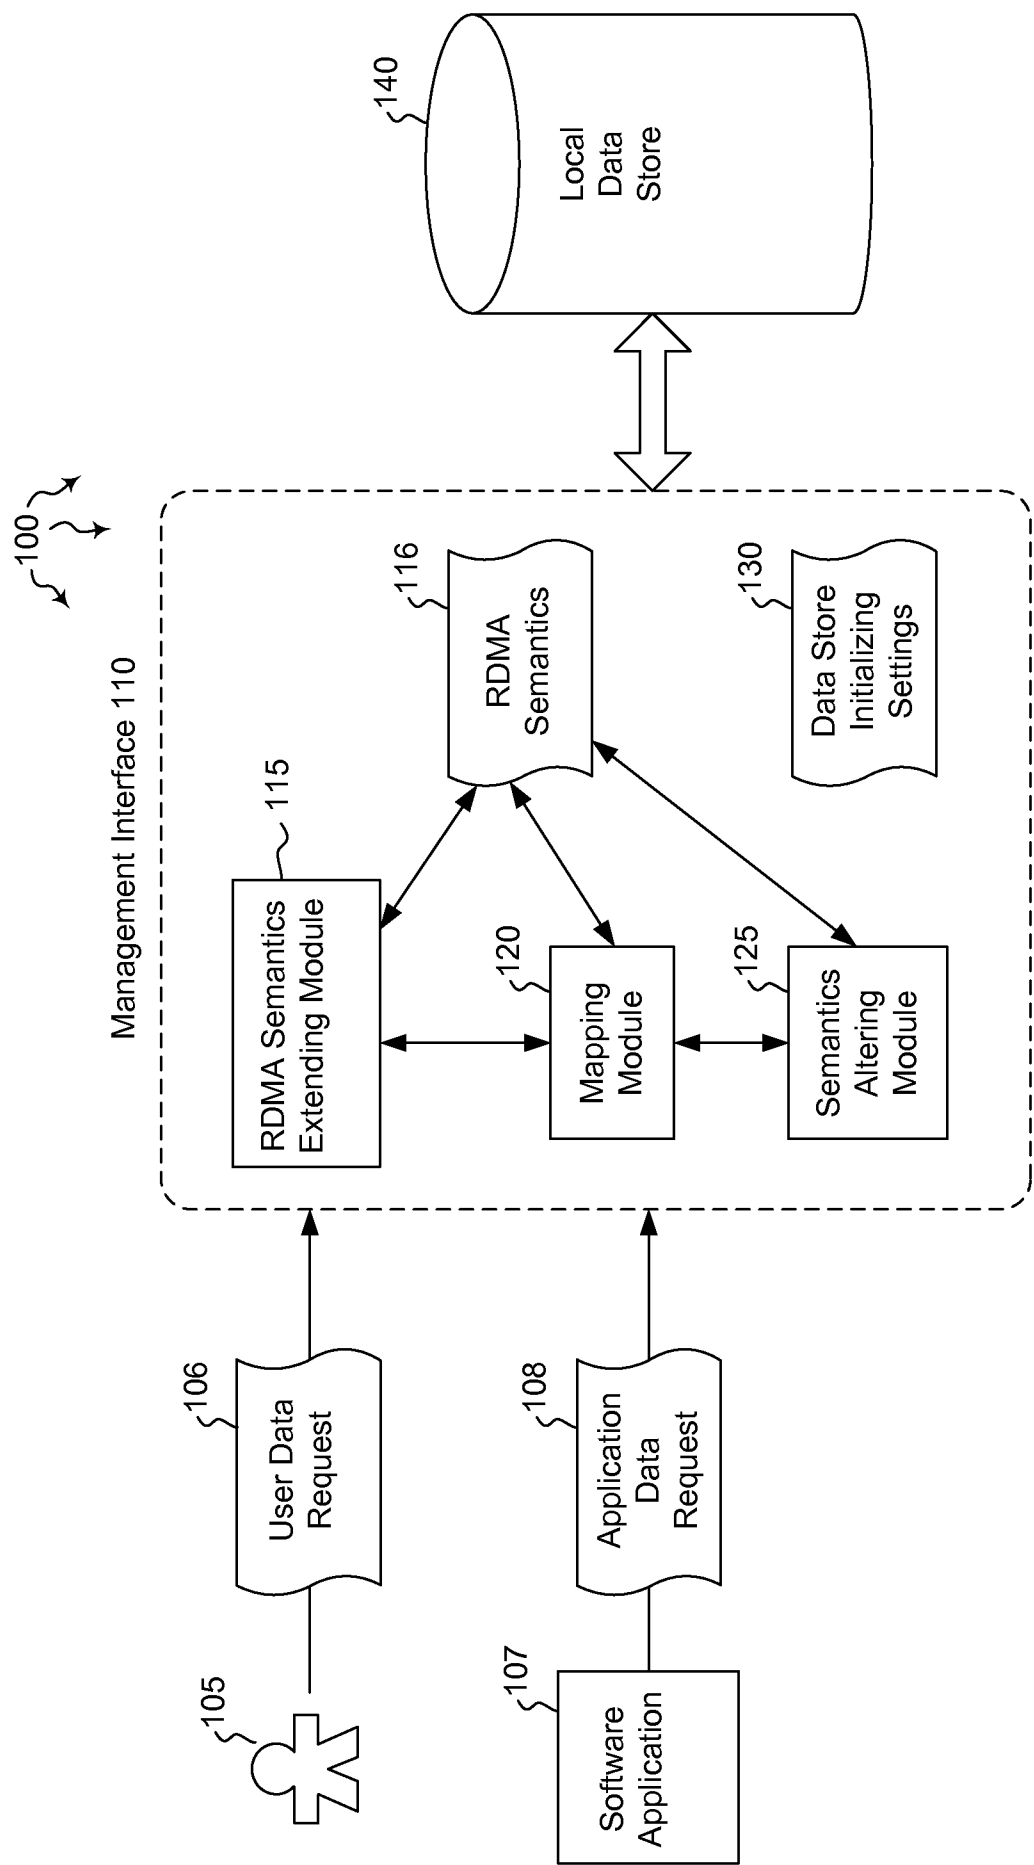 100
Management Interface 110
105
106
User Data
Request
107
Software
Application
108
Application
Data
Request
115
RDMA Semantics
Extending Module
116
RDMA
Semantics
120
Mapping
Module
125
Semantics
Altering
Module
130
Data Store
Initializing
Settings
140
Local
Data
Store